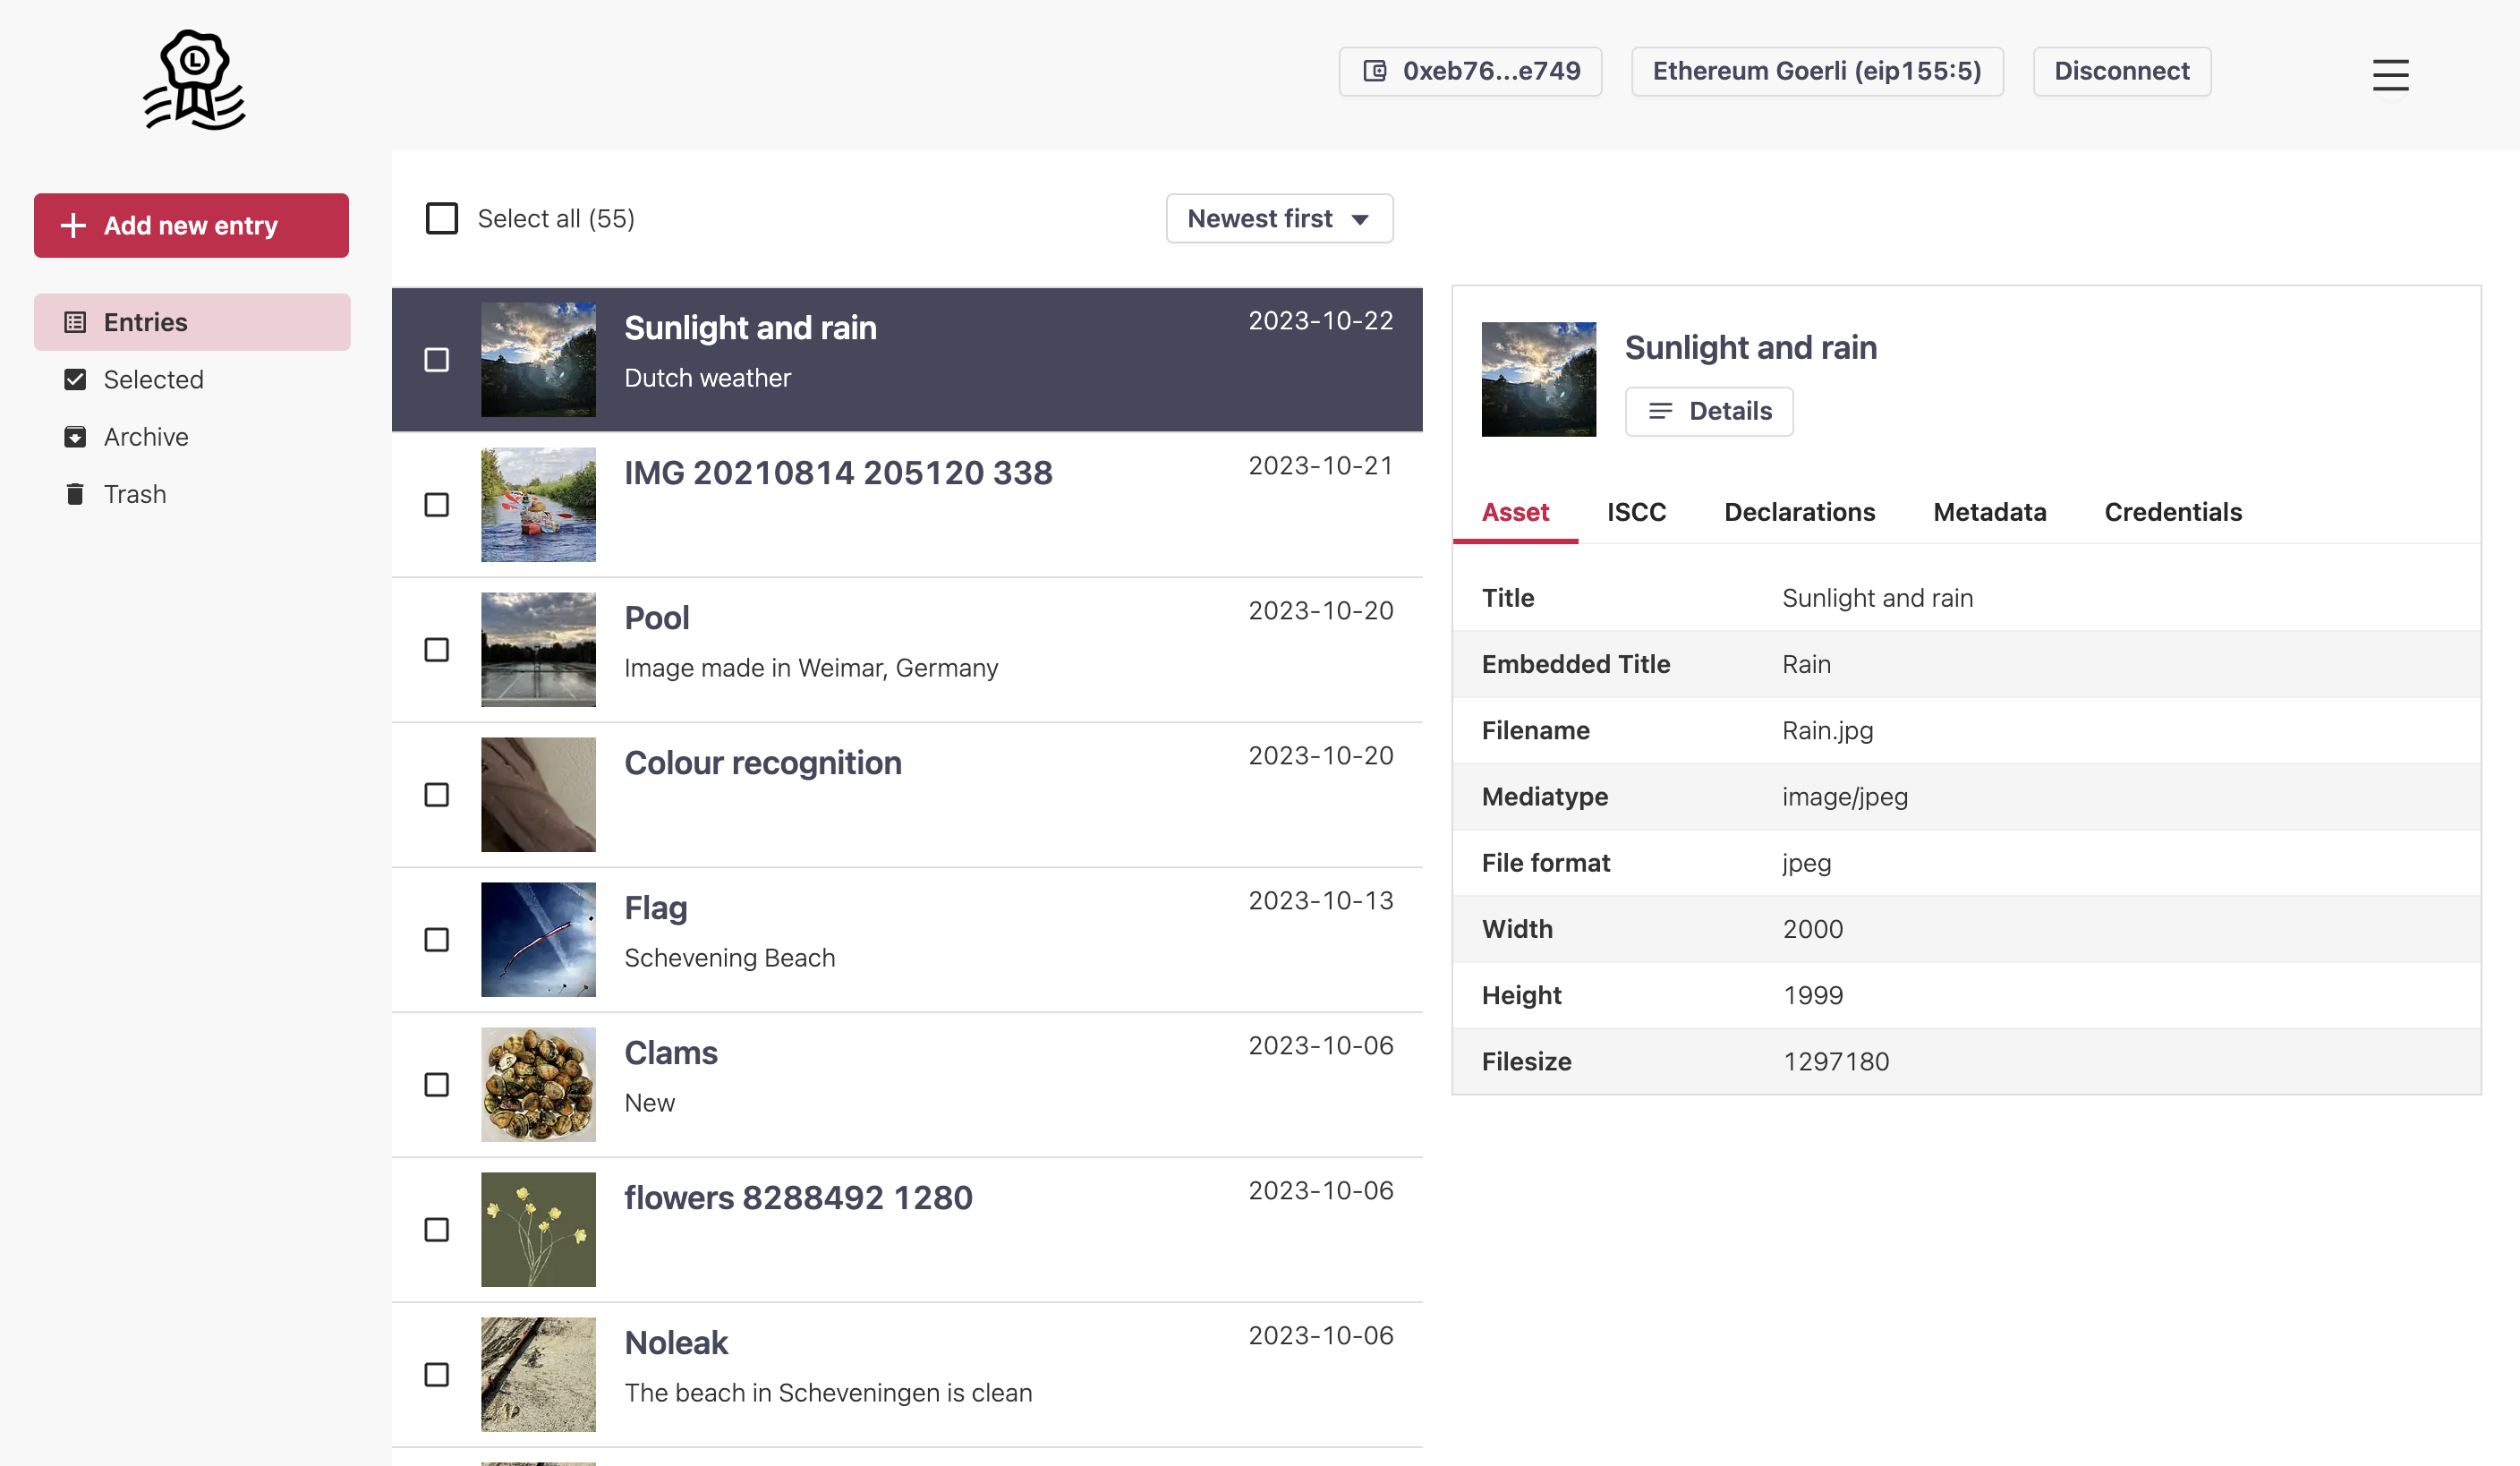 L
0xeb76...e749
Ethereum Goerli (eip155:5)
Disconnect
Add new entry
Entries
Selected
Archive
Trash
Select all (55)
Newest first
Sunlight and rain
2023-10-22
Dutch weather
IMG 20210814 205120 338
2023-10-21
Pool
2023-10-20
Image made in Weimar, Germany
Colour recognition
2023-10-20
Flag
2023-10-13
Schevening Beach
Clams
2023-10-06
New
flowers 8288492 1280
2023-10-06
Noleak
2023-10-06
The beach in Scheveningen is clean
Sunlight and rain
Details
Asset ISCC Declarations Metadata Credentials
Title Sunlight and rain
Embedded Title Rain
Filename Rain.jpg
Mediatype image/jpeg
File format jpeg
Width 2000
Height 1999
Filesize 1297180